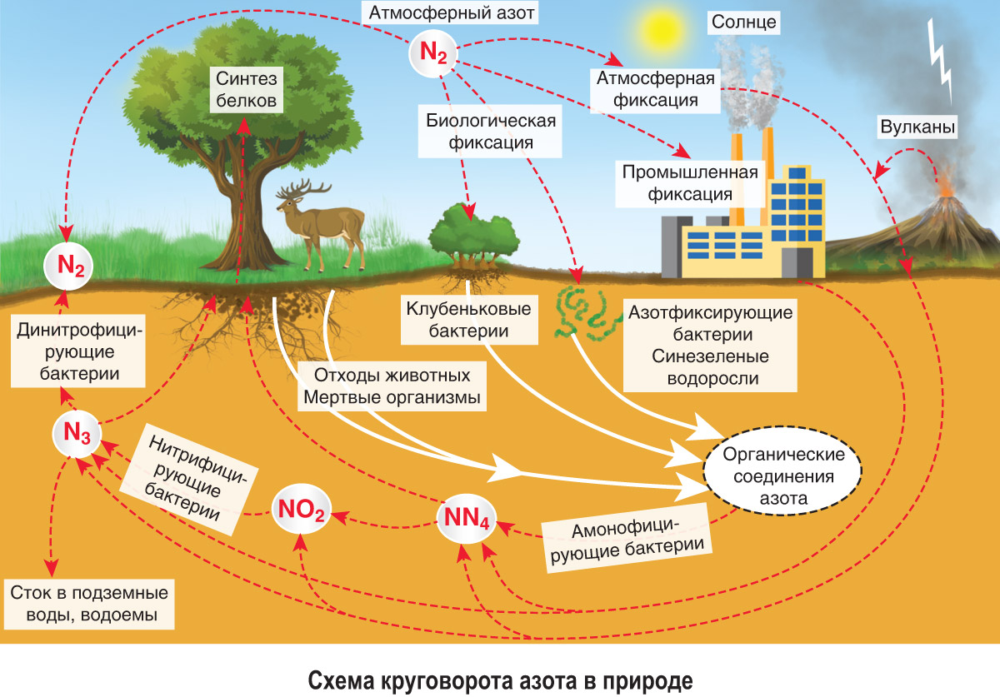 Атмосферный азот
N2
Солнце
Синтез
белков
Атмосферная
фиксация
Биологическая
фиксация
Вулканы
Промышленная
фиксация
N2
Клубеньковые
бактерии
Азотфиксирующие
бактерии
Синезеленые
водоросли
Динитрофици-
рующие
бактерии
Отходы животных
Мертвые организмы
N3
Нитрифици-
рующие
бактерии
Органические
соединения
азота
NO2
NN4
Амонофици-
рующие бактерии
Сток в подземные
воды, водоемы
Схема круговорота азота в природе